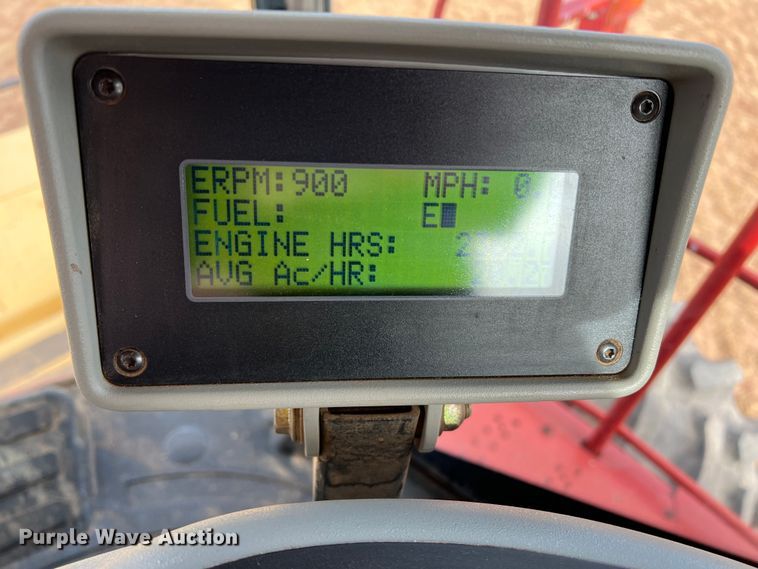 ERPM:900 MPH: 0
FUEL: E
ENGINE HRS:
AVG Ac/HR:
Purple Wave Auction